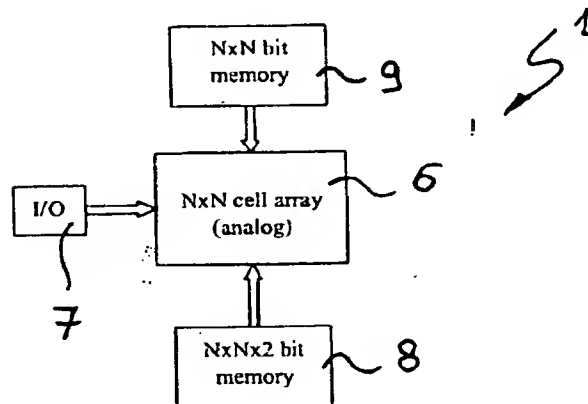 1
NxN bit
memory
9
6
I/O
NxN cell array
(analog)
7
NxNx2 bit
memory
8